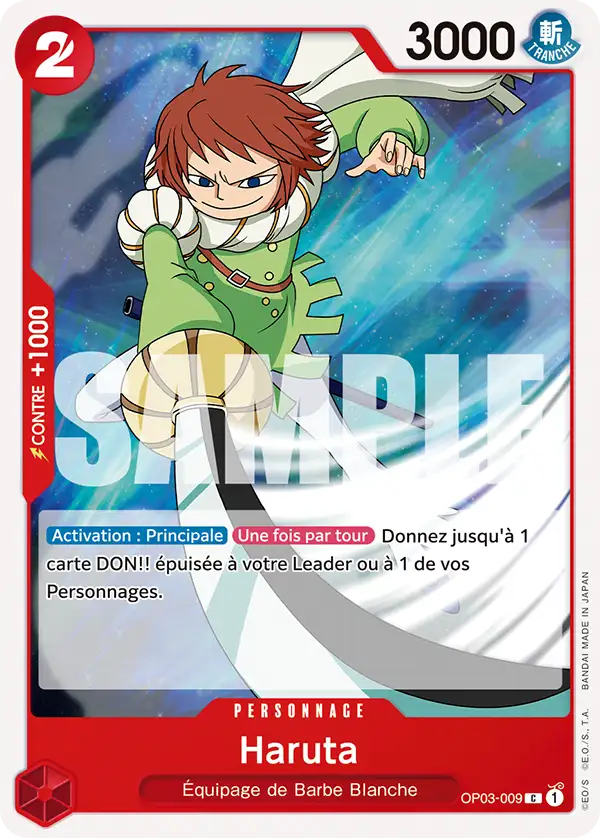 2
3000
斬
TRANCHE
CONTRE +1000
SAMPLE
Activation : Principale Une fois par tour Donnez jusqu'à 1
carte DON!! épuisée à votre Leader ou à 1 de vos
Personnages.
PERSONNAGE
Haruta
Équipage de Barbe Blanche
OP03-009 C 1
©EO/S ©E.O./S., T.A. BANDAI MADE IN JAPAN